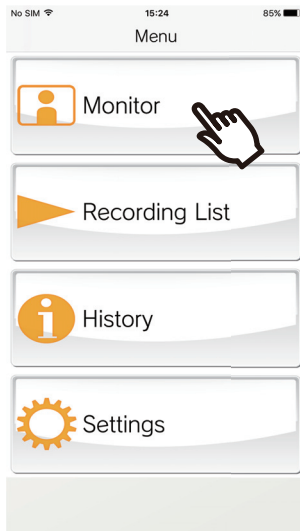 No SIM 15:24 85%
Menu
Monitor
Recording List
History
Settings